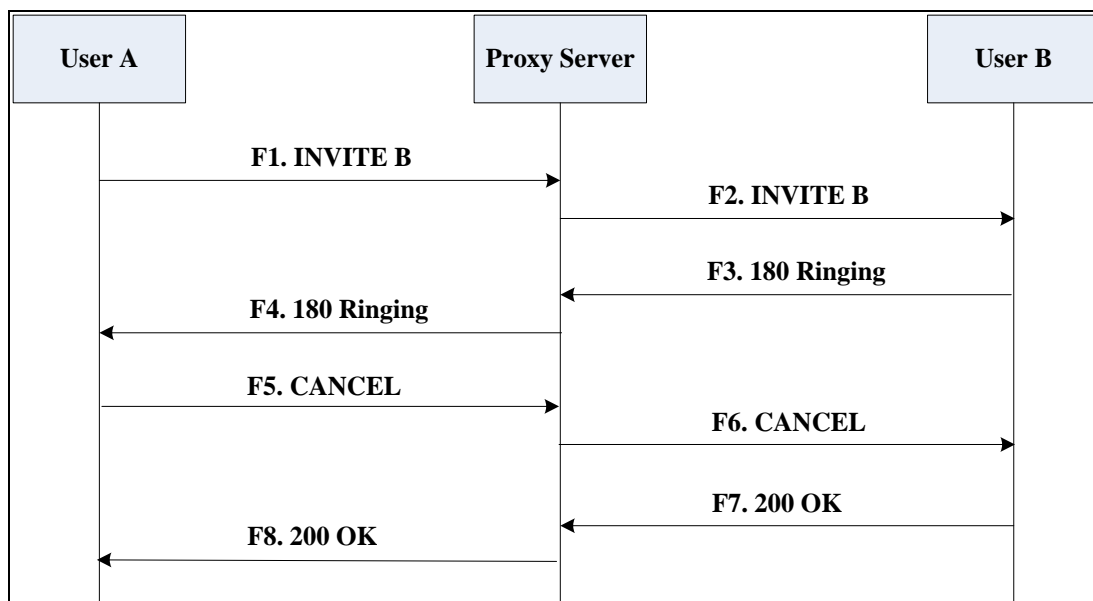 User A
Proxy Server
User B
F1. INVITE B
F2. INVITE B
F3. 180 Ringing
F4. 180 Ringing
F5. CANCEL
F6. CANCEL
F7. 200 OK
F8. 200 OK